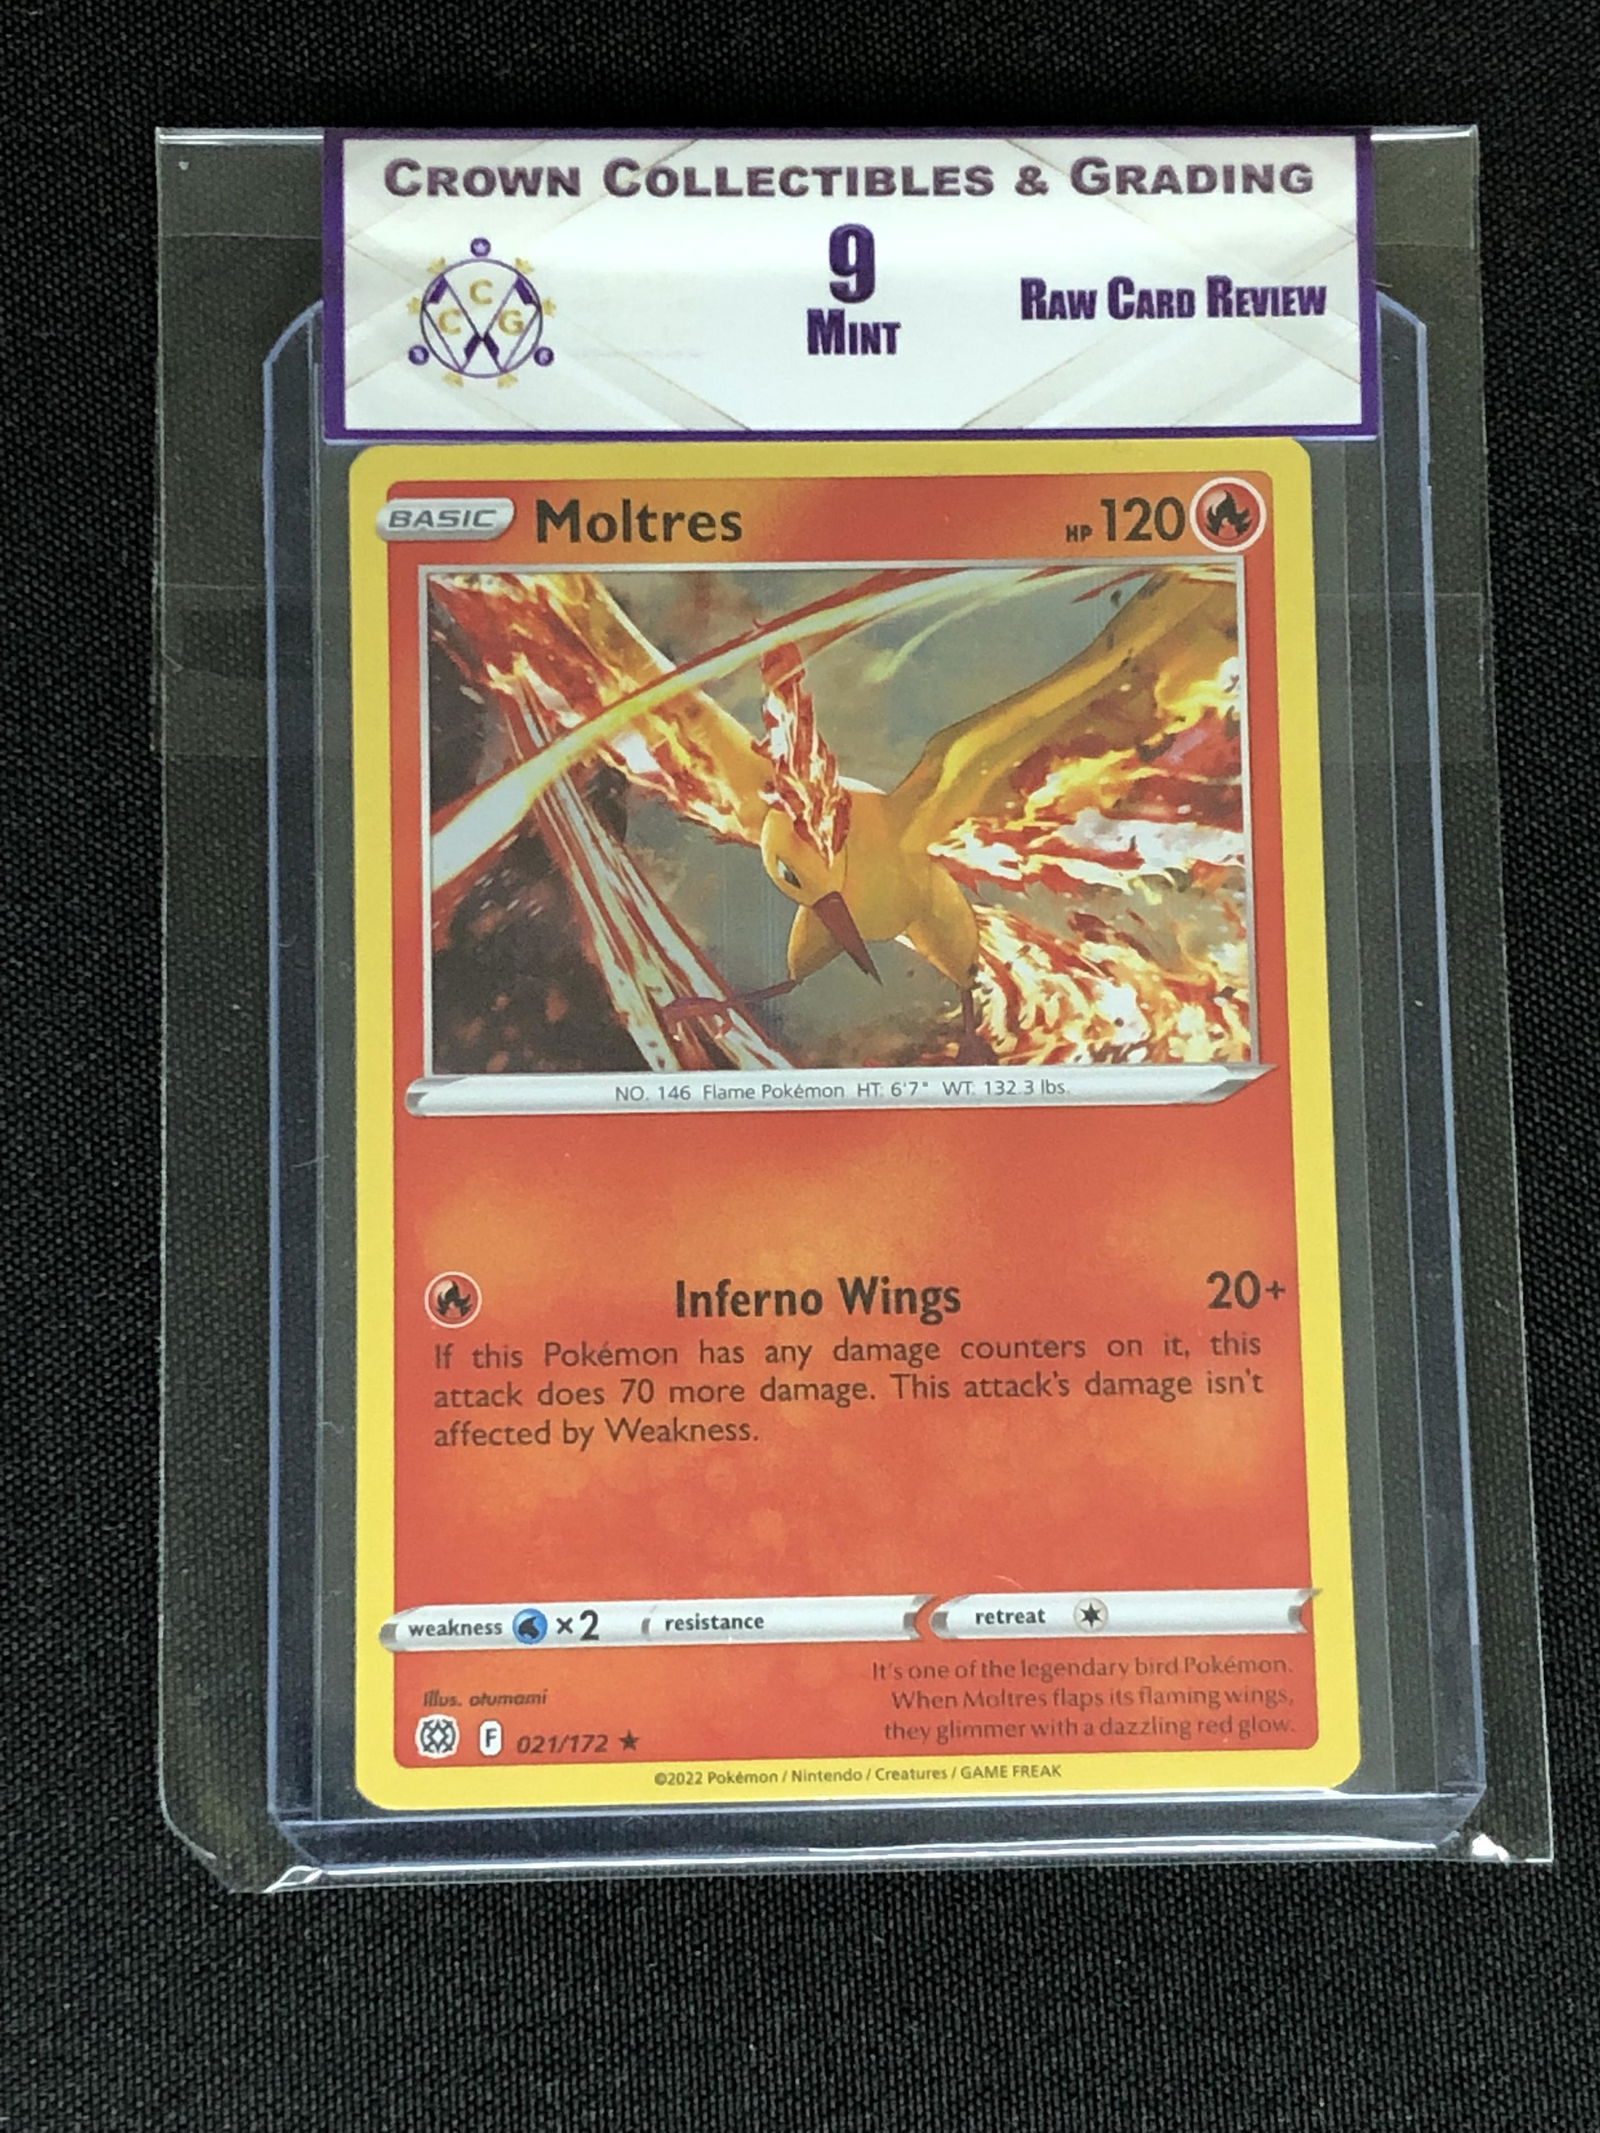 CROWN COLLECTIBLES & GRADING
C
C G
9
MINT
RAW CARD REVIEW
BASIC Moltres HP 120
NO. 146 Flame Pokémon HT: 6'7" WT: 132.3 lbs.
Inferno Wings 20+
If this Pokémon has any damage counters on it, this
attack does 70 more damage. This attack's damage isn't
affected by Weakness.
weakness ×2 resistance retreat
It's one of the legendary bird Pokémon.
When Moltres flaps its flaming wings,
they glimmer with a dazzling red glow.
Illus. otumami
F 021/172 ★
©2022 Pokémon / Nintendo / Creatures / GAME FREAK